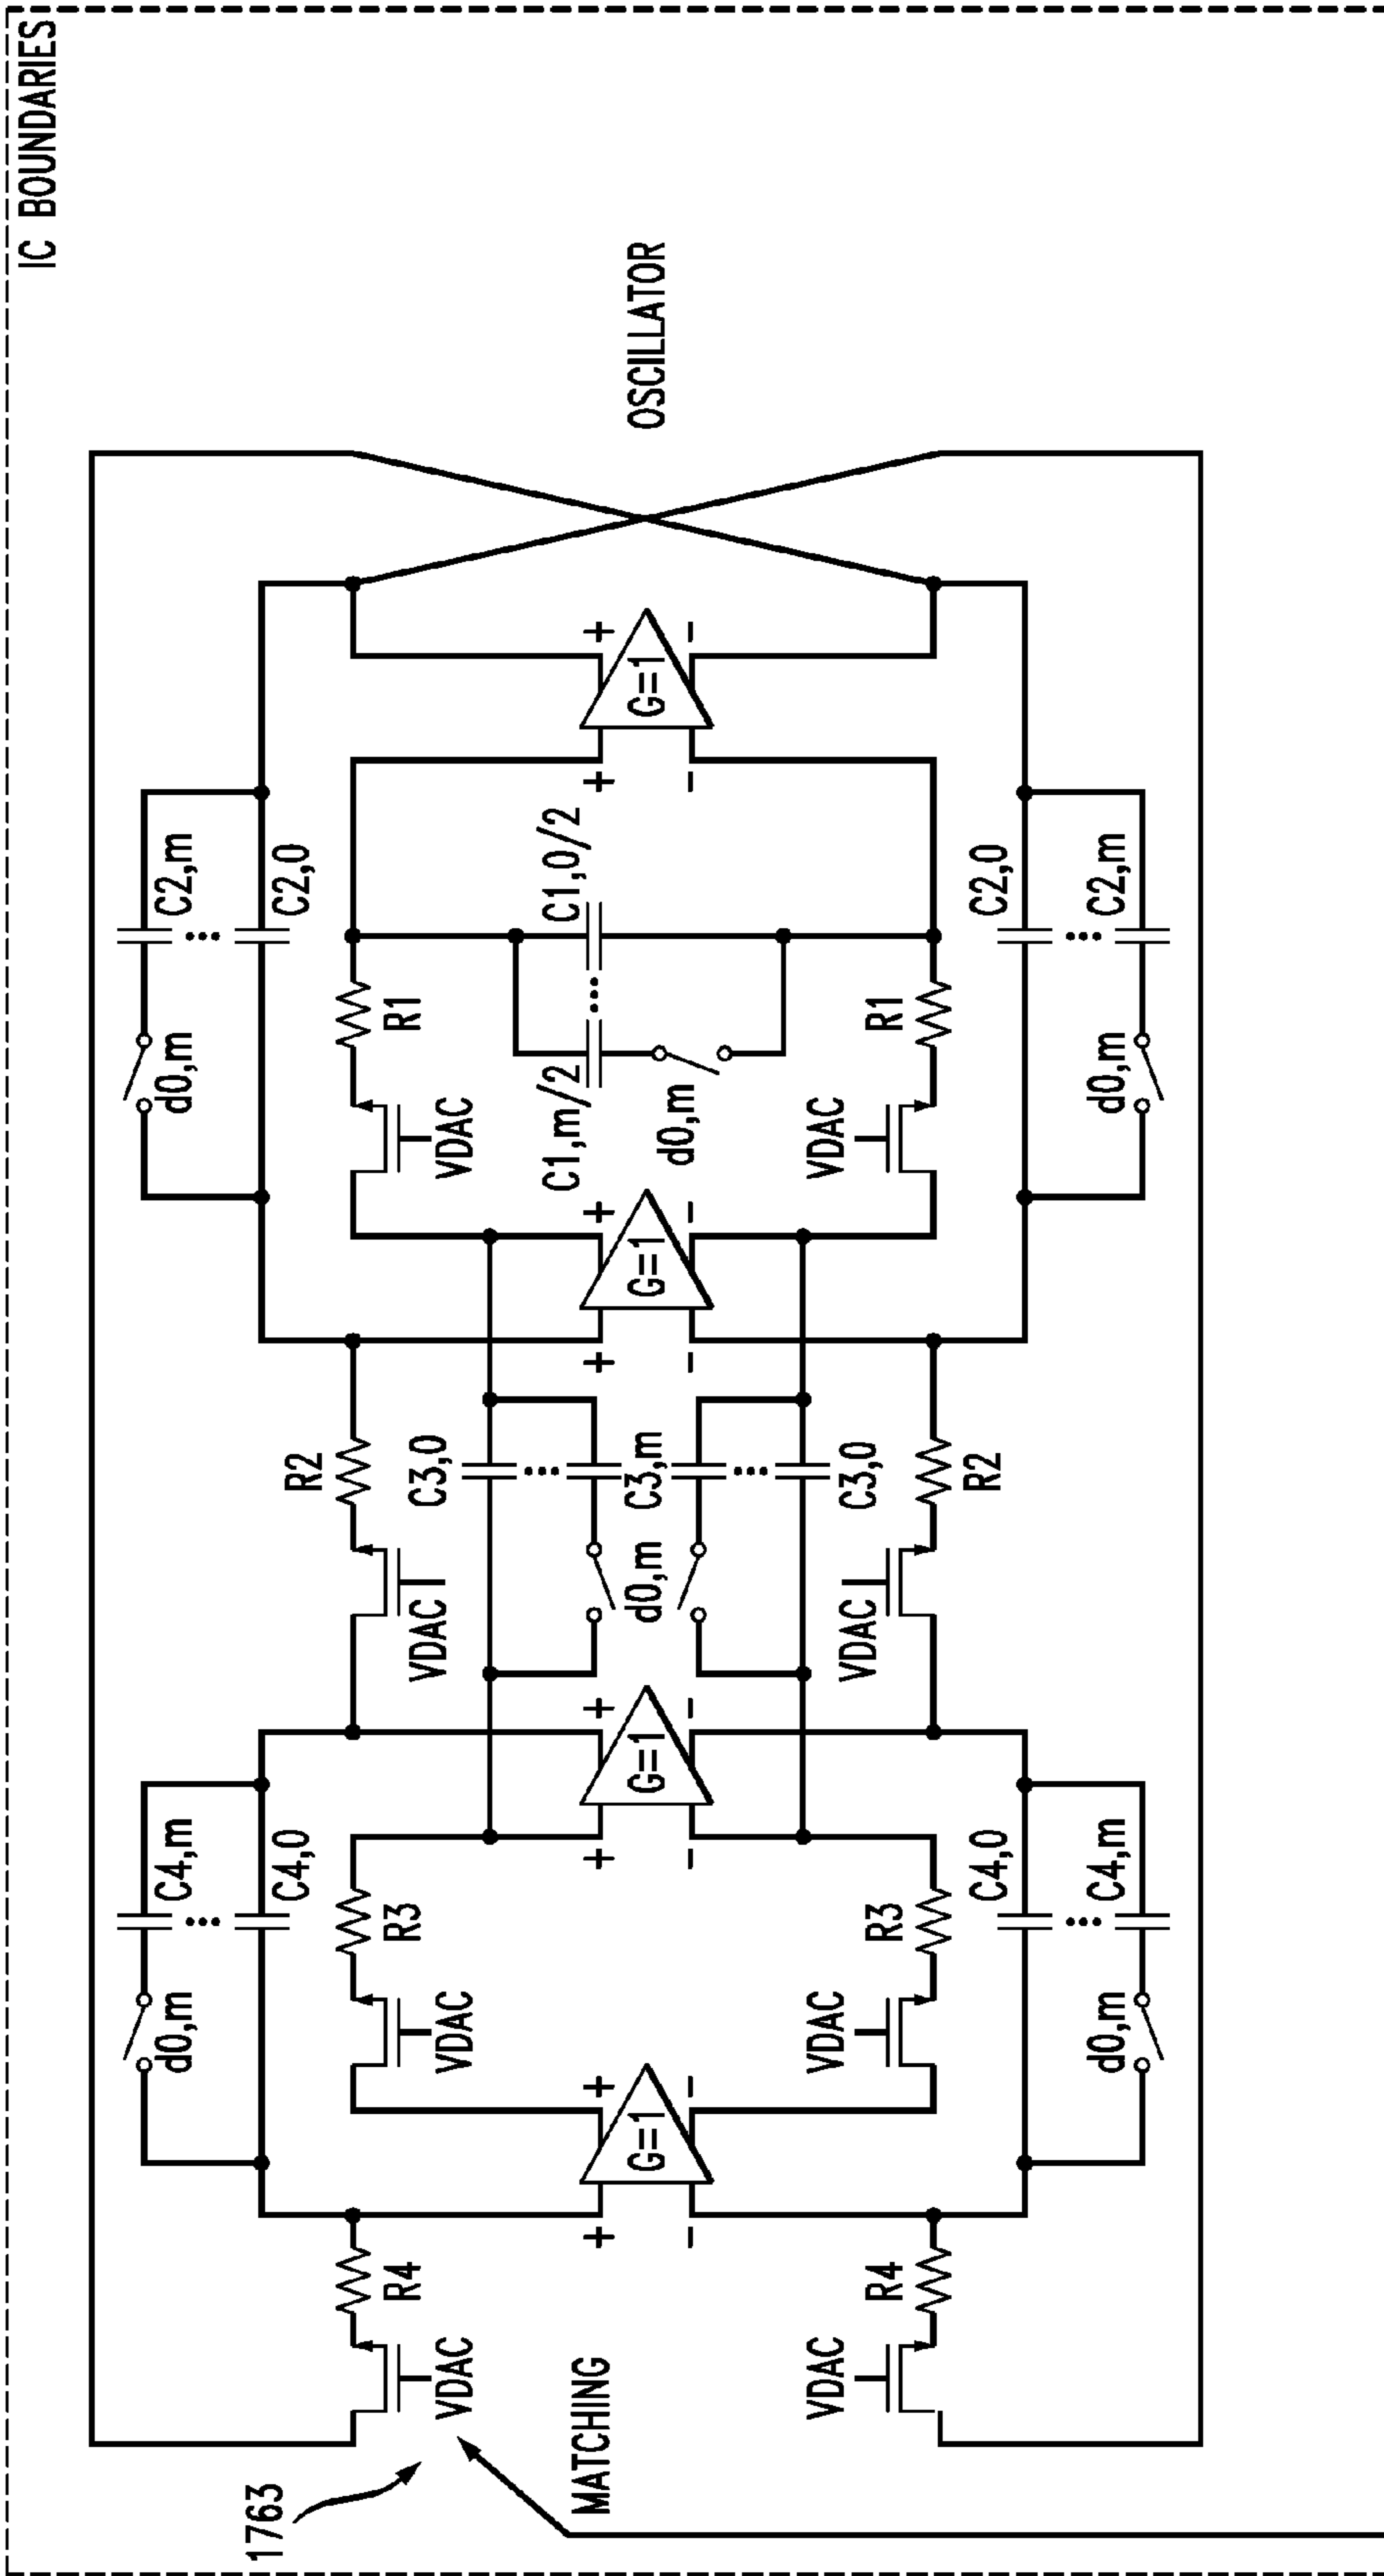 IC BOUNDARIES
OSCILLATOR
C2,m
C2,0
d0,m
R1
VDAC
+
-
G=1
+
-
C1,0/2
C1,m/2
d0,m
R1
VDAC
C2,0
C2,m
d0,m
+
-
G=1
+
-
R2
VDAC
C3,0
C3,m
d0,m
C3,0
R2
VDAC
C4,m
C4,0
d0,m
+
-
G=1
+
-
R3
VDAC
R3
VDAC
C4,0
C4,m
d0,m
+
-
G=1
+
-
R4
VDAC
R4
VDAC
MATCHING
1763